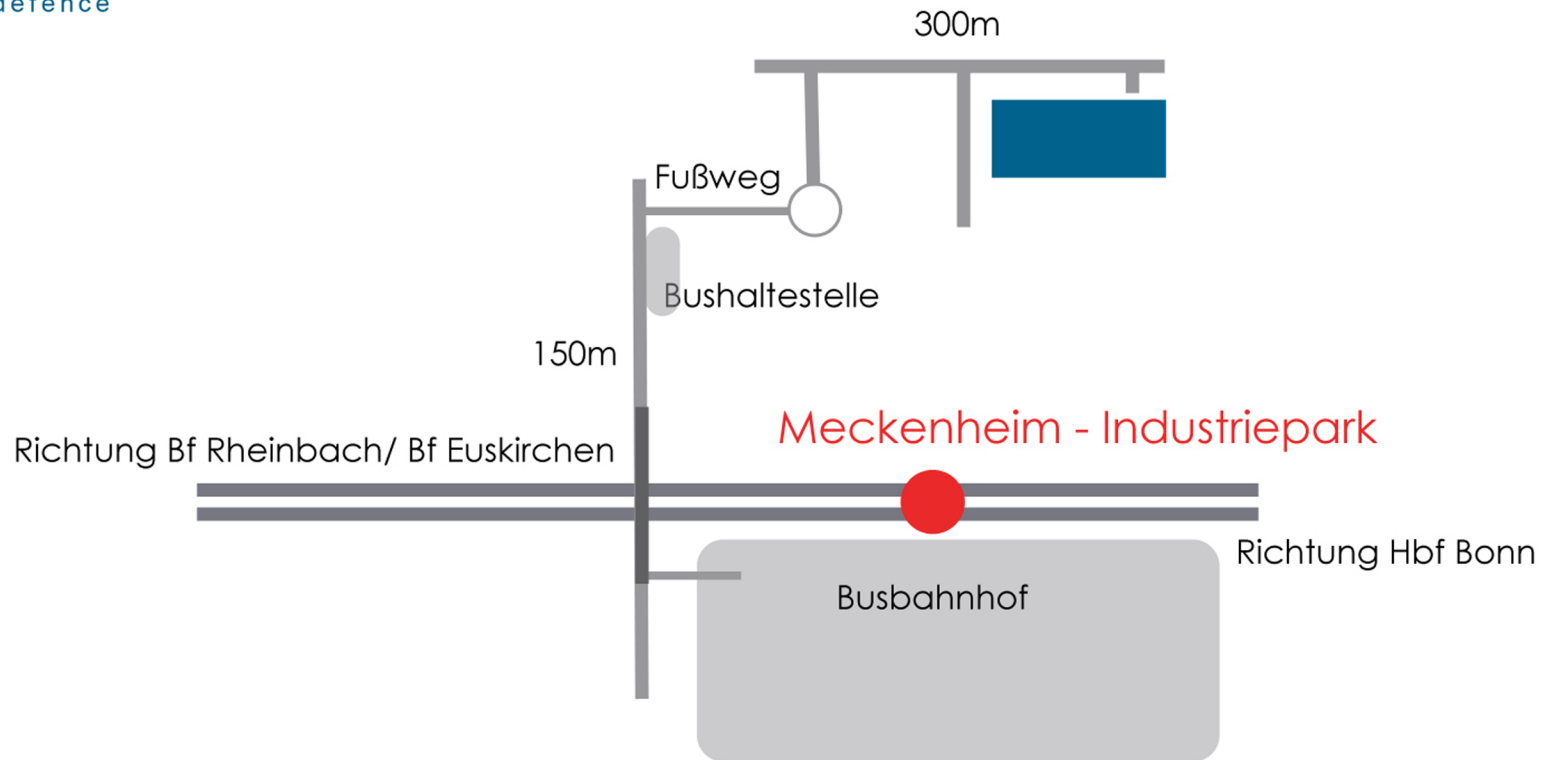 defence
300m
Fußweg
Bushaltestelle
150m
Meckenheim - Industriepark
Richtung Bf Rheinbach/ Bf Euskirchen
Richtung Hbf Bonn
Busbahnhof